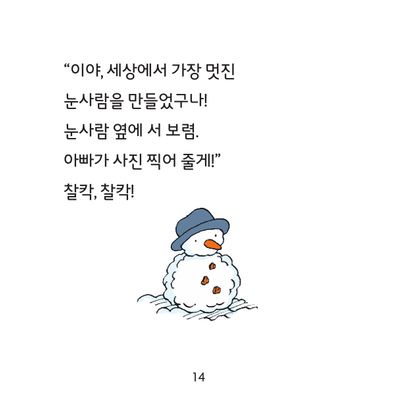 “이야, 세상에서 가장 멋진
눈사람을 만들었구나!
눈사람 옆에 서 보렴.
아빠가 사진 찍어 줄게!”
찰칵, 찰칵!
14